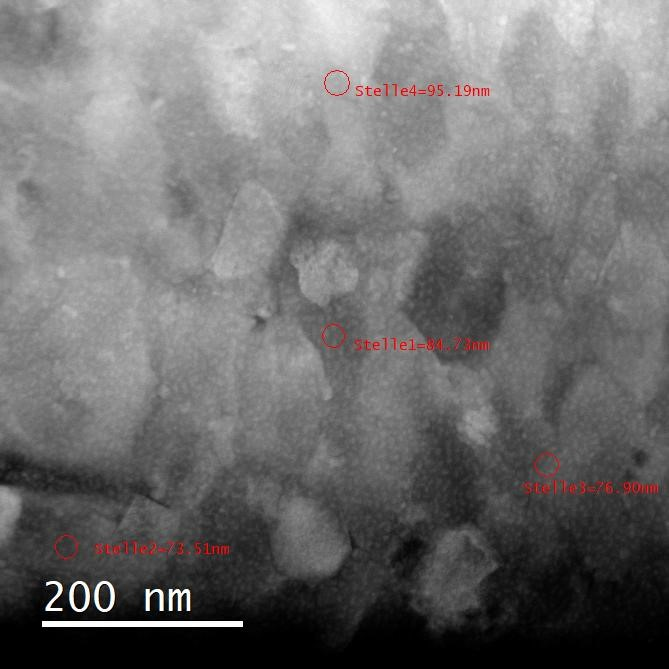 Stelle4=95.19nm
Stelle1=84.73nm
Stelle3=76.90nm
Stelle2=73.51nm
200 nm